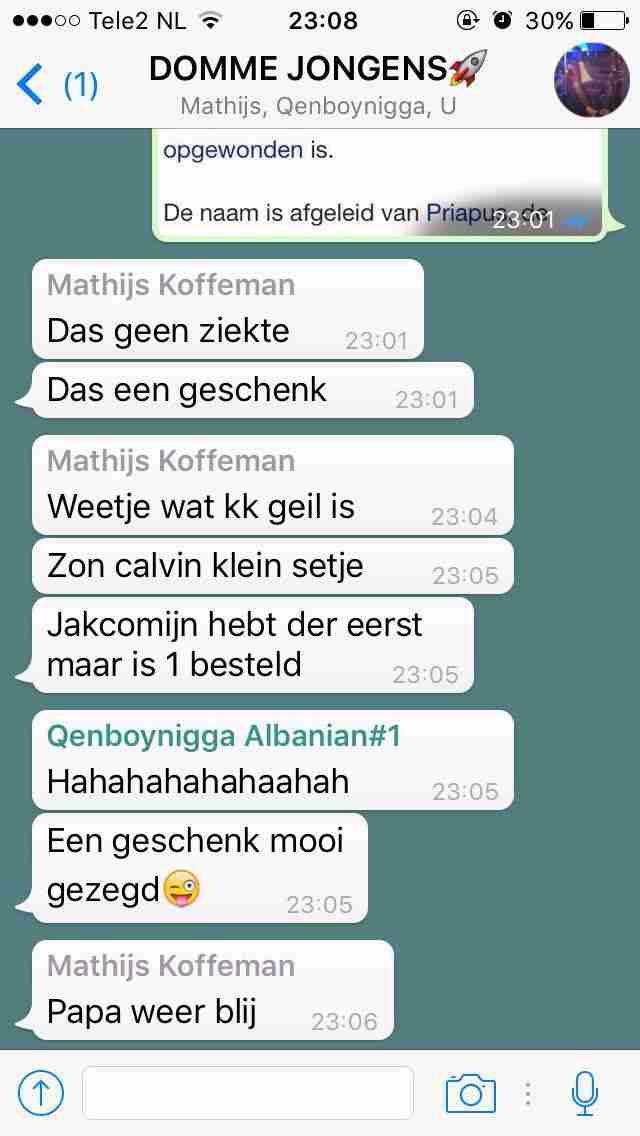 Tele2 NL 23:08 30%
(1) DOMME JONGENS🚀
Mathijs, Qenboynigga, U
opgewonden is.
De naam is afgeleid van Priapus, de
23:01
Mathijs Koffeman
Das geen ziekte 23:01
Das een geschenk 23:01
Mathijs Koffeman
Weetje wat kk geil is 23:04
Zon calvin klein setje 23:05
Jakcomijn hebt der eerst
maar is 1 besteld 23:05
Qenboynigga Albanian#1
Hahahahahahaahah 23:05
Een geschenk mooi
gezegd😜 23:05
Mathijs Koffeman
Papa weer blij 23:06